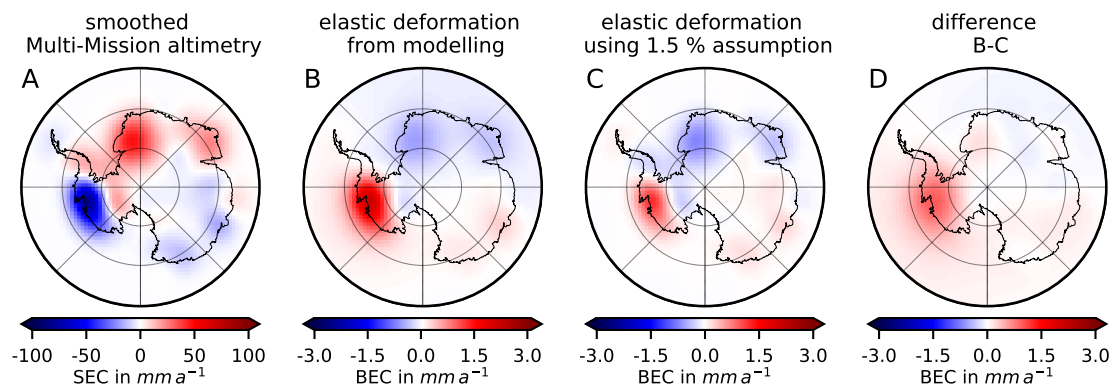 smoothed
Multi-Mission altimetry
elastic deformation
from modelling
elastic deformation
using 1.5 % assumption
difference
B-C
A
B
C
D
-100 -50 0 50 100
SEC in mm a⁻¹
-3.0 -1.5 0.0 1.5 3.0
BEC in mm a⁻¹
-3.0 -1.5 0.0 1.5 3.0
BEC in mm a⁻¹
-3.0 -1.5 0.0 1.5 3.0
BEC in mm a⁻¹